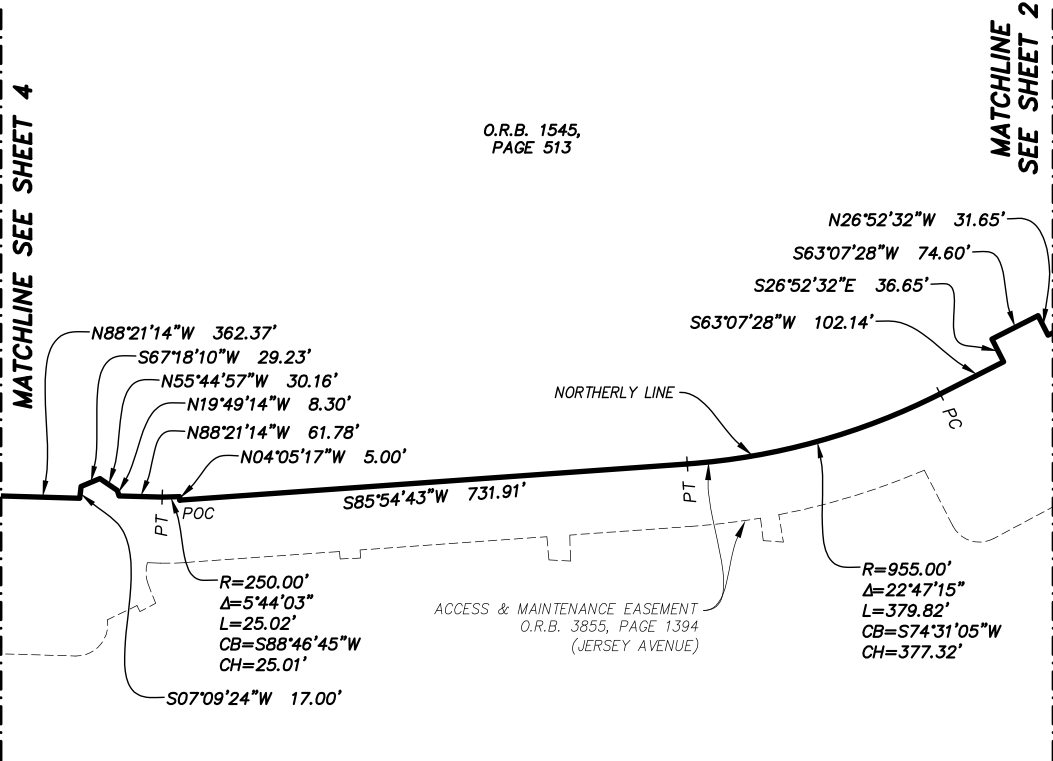 MATCHLINE
SEE SHEET 2
MATCHLINE SEE SHEET 4
O.R.B. 1545,
PAGE 513
N26°52'32"W 31.65'
S63°07'28"W 74.60'
S26°52'32"E 36.65'
S63°07'28"W 102.14'
N88°21'14"W 362.37'
S67°18'10"W 29.23'
N55°44'57"W 30.16'
N19°49'14"W 8.30'
N88°21'14"W 61.78'
N04°05'17"W 5.00'
NORTHERLY LINE
PC
PT
S85°54'43"W 731.91'
PT
POC
R=250.00'
Δ=5°44'03"
L=25.02'
CB=S88°46'45"W
CH=25.01'
S07°09'24"W 17.00'
ACCESS & MAINTENANCE EASEMENT
O.R.B. 3855, PAGE 1394
(JERSEY AVENUE)
R=955.00'
Δ=22°47'15"
L=379.82'
CB=S74°31'05"W
CH=377.32'